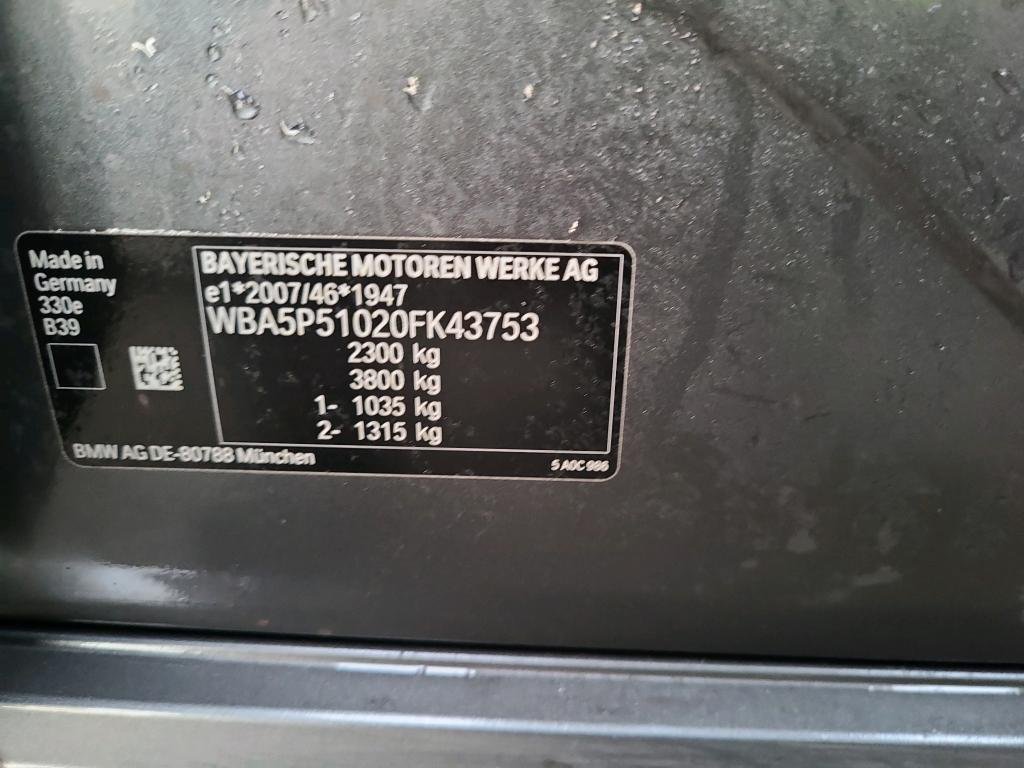 Made in
Germany
330e
B39
BAYERISCHE MOTOREN WERKE AG
e1*2007/46*1947
WBA5P51020FK43753
2300 kg
3800 kg
1- 1035 kg
2- 1315 kg
BMW AG DE-80788 München
5 A0C 986